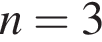 n = 3